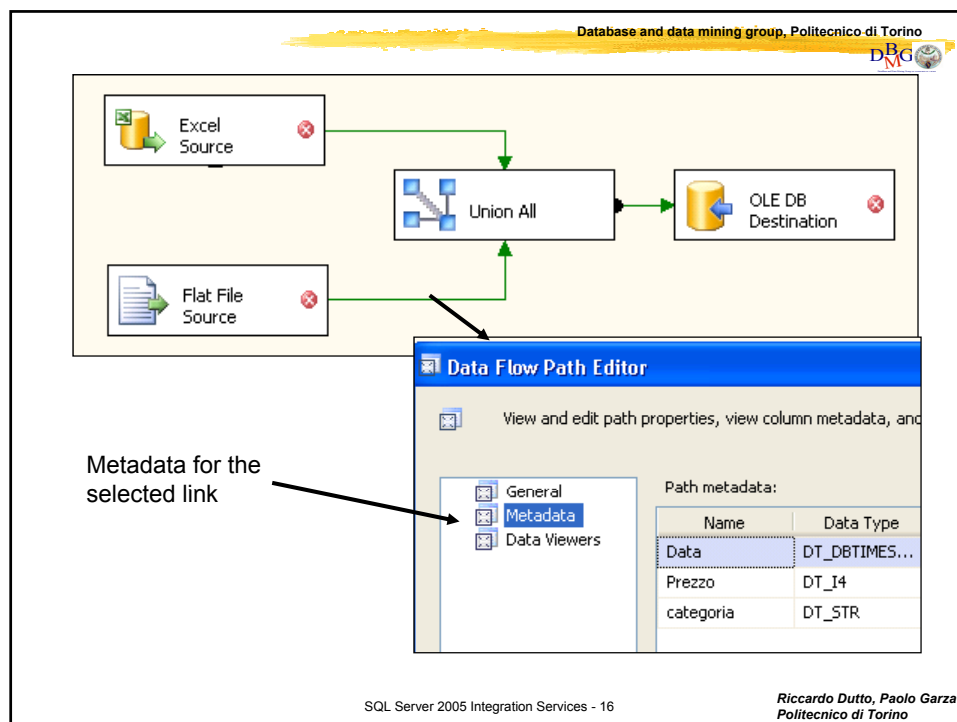 Database and data mining group, Politecnico di Torino
DBMG
Excel
Source
Union All
OLE DB
Destination
Flat File
Source
Data Flow Path Editor
View and edit path properties, view column metadata, and
Metadata for the
selected link
General
Metadata
Data Viewers
Path metadata:
Name Data Type
Data DT_DBTIMES...
Prezzo DT_I4
categoria DT_STR
SQL Server 2005 Integration Services - 16
Riccardo Dutto, Paolo Garza
Politecnico di Torino